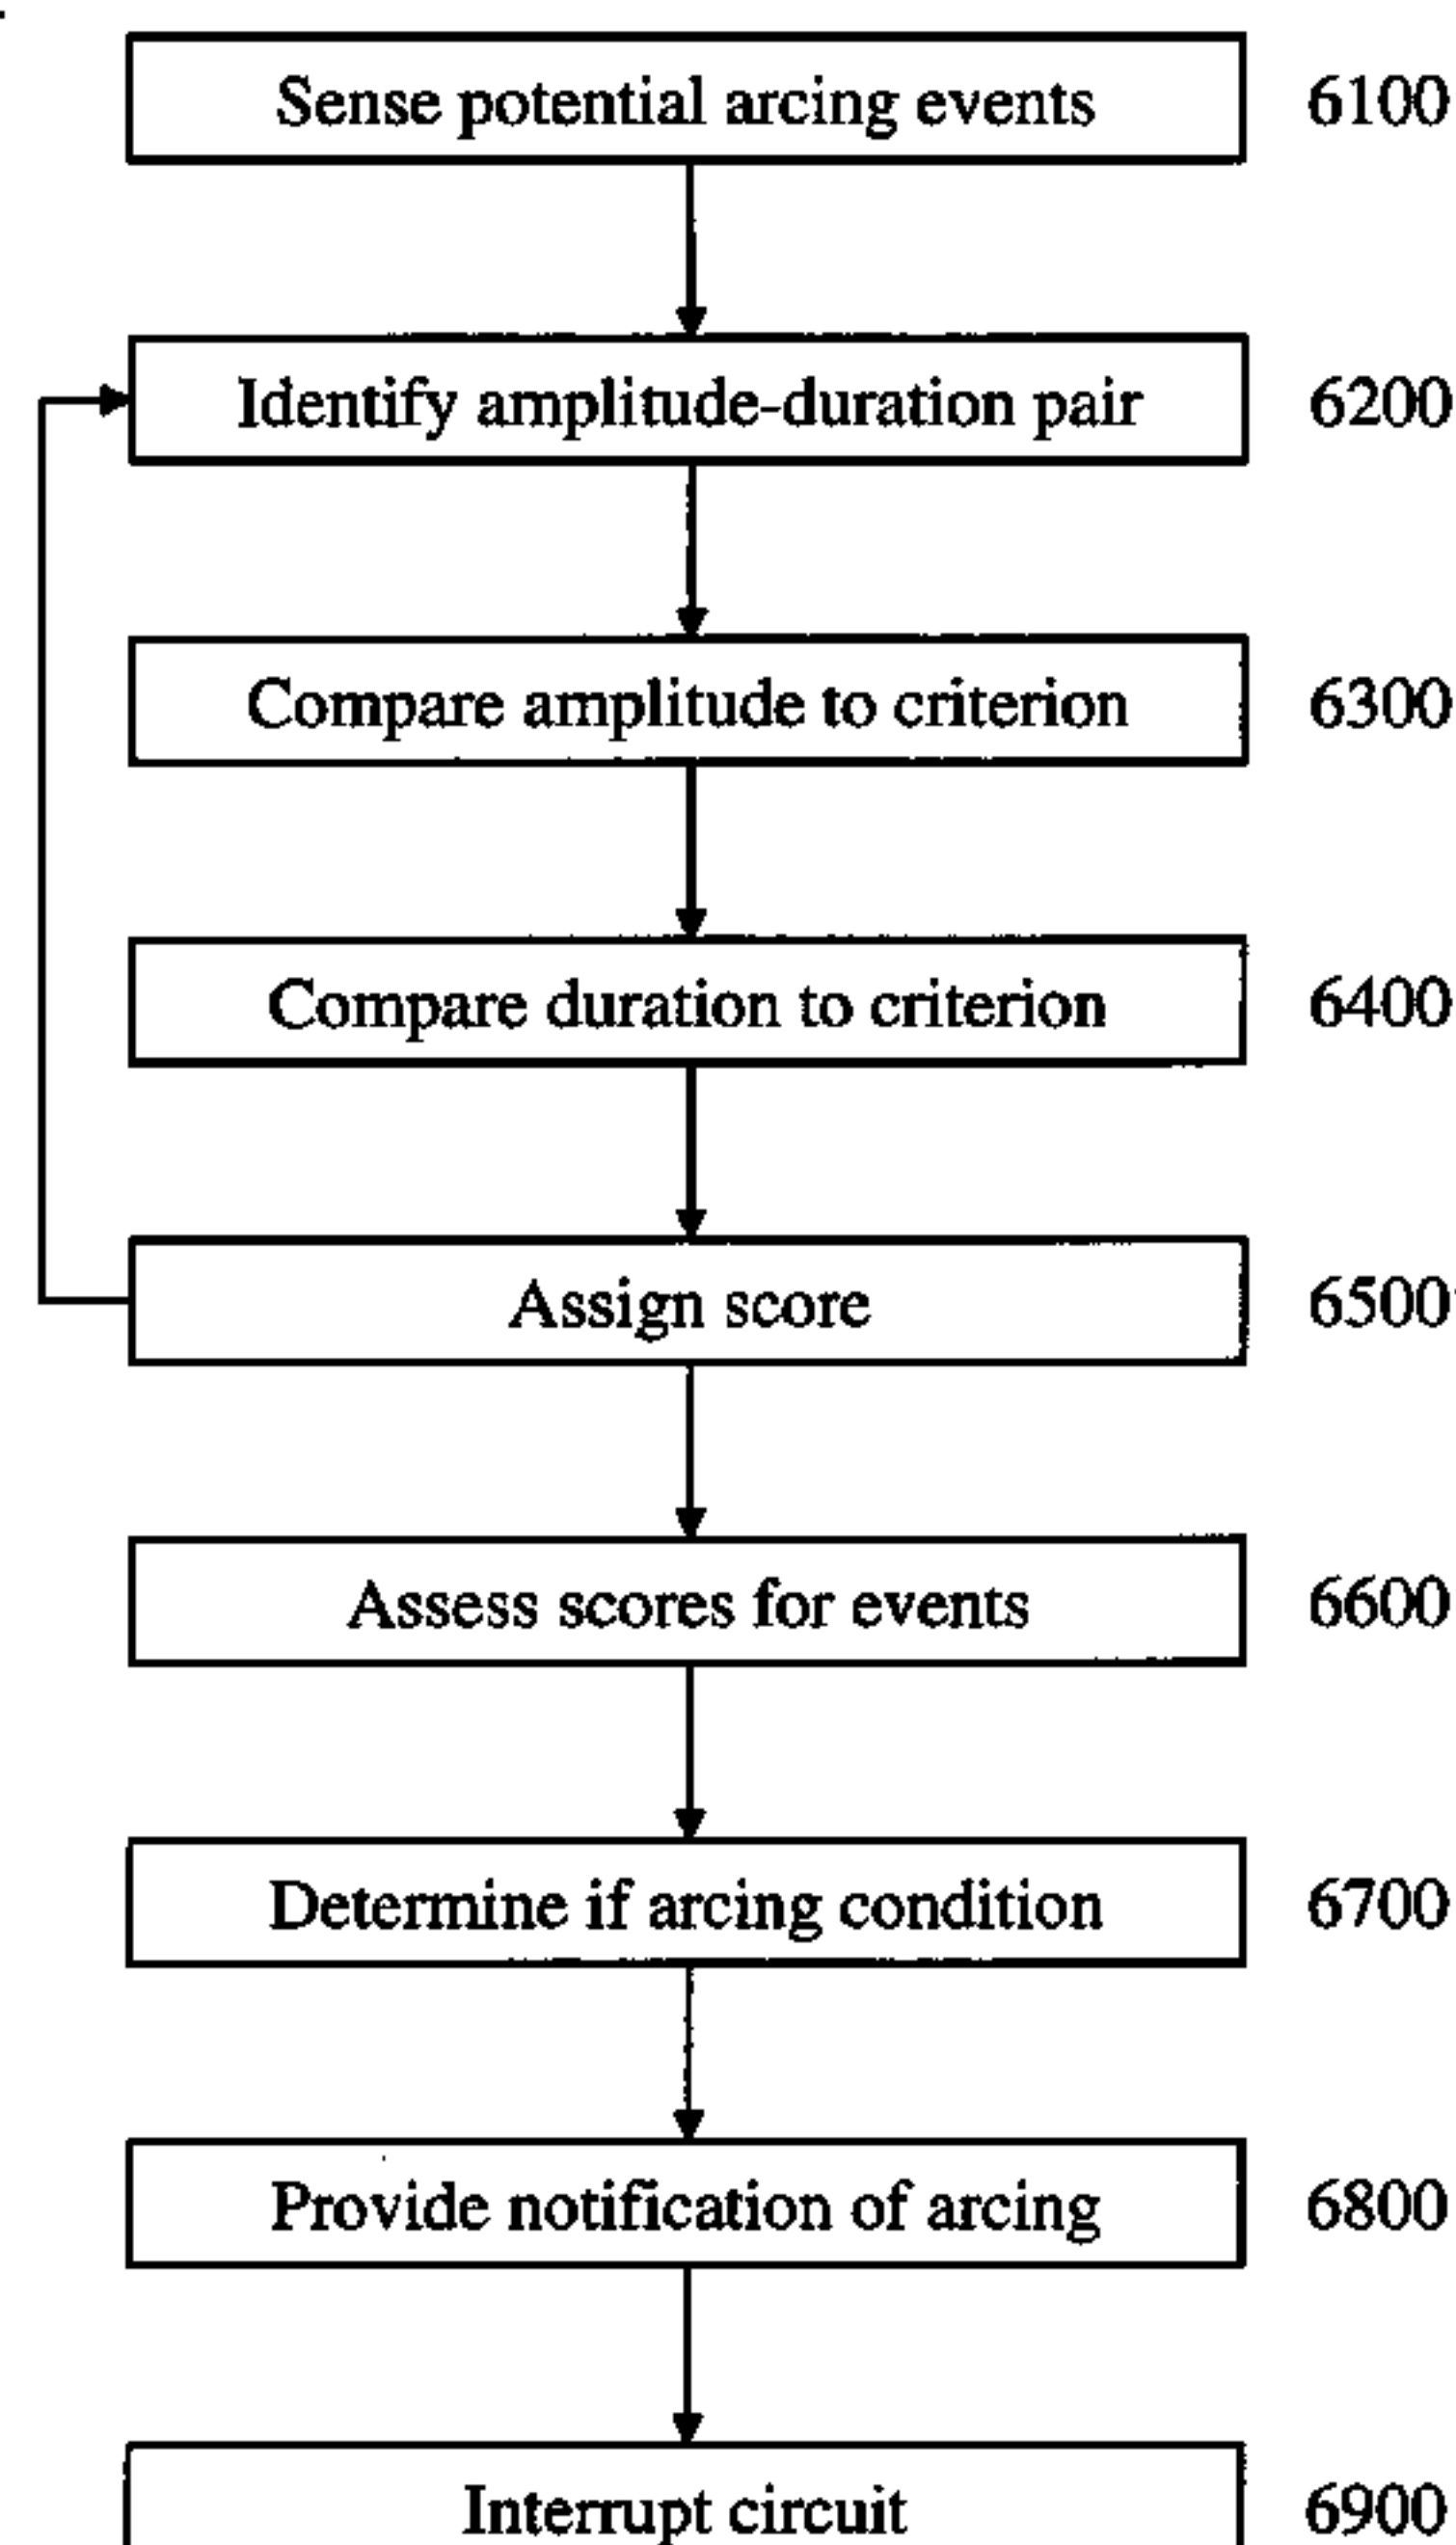 Sense potential arcing events 6100
Identify amplitude-duration pair 6200
Compare amplitude to criterion 6300
Compare duration to criterion 6400
Assign score 6500
Assess scores for events 6600
Determine if arcing condition 6700
Provide notification of arcing 6800
Interrupt circuit 6900